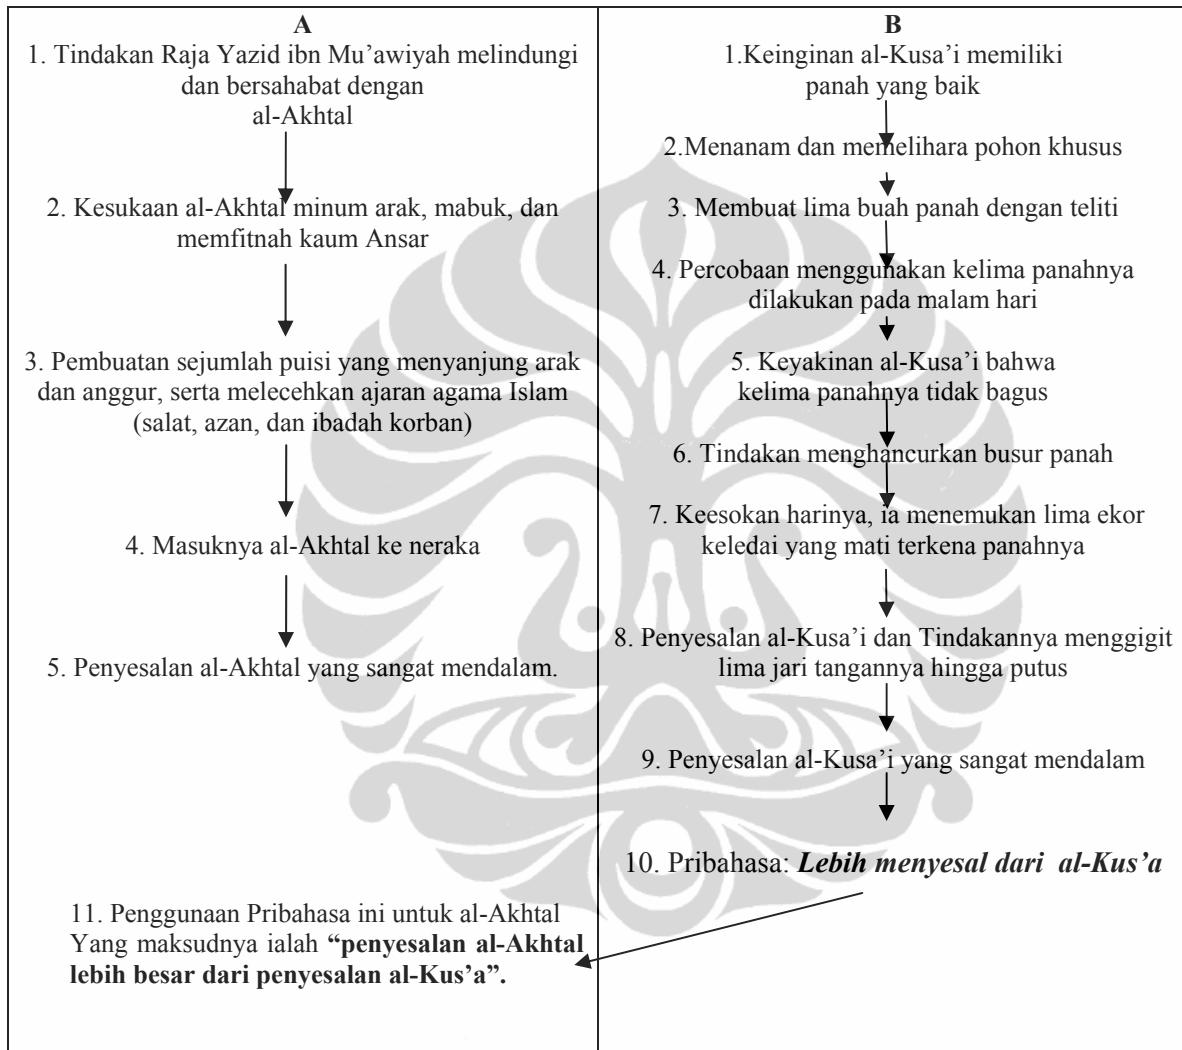 A
1. Tindakan Raja Yazid ibn Mu’awiyah melindungi
dan bersahabat dengan
al-Akhtal
2. Kesukaan al-Akhtal minum arak, mabuk, dan
memfitnah kaum Ansar
3. Pembuatan sejumlah puisi yang menyanjung arak
dan anggur, serta melecehkan ajaran agama Islam
(salat, azan, dan ibadah korban)
4. Masuknya al-Akhtal ke neraka
5. Penyesalan al-Akhtal yang sangat mendalam.
11. Penggunaan Pribahasa ini untuk al-Akhtal
Yang maksudnya ialah “penyesalan al-Akhtal
lebih besar dari penyesalan al-Kus’a”.
B
1.Keinginan al-Kusa’i memiliki
panah yang baik
2.Menanam dan memelihara pohon khusus
3. Membuat lima buah panah dengan teliti
4. Percobaan menggunakan kelima panahnya
dilakukan pada malam hari
5. Keyakinan al-Kusa’i bahwa
kelima panahnya tidak bagus
6. Tindakan menghancurkan busur panah
7. Keesokan harinya, ia menemukan lima ekor
keledai yang mati terkena panahnya
8. Penyesalan al-Kusa’i dan Tindakannya menggigit
lima jari tangannya hingga putus
9. Penyesalan al-Kusa’i yang sangat mendalam
10. Pribahasa: Lebih menyesal dari al-Kus’a